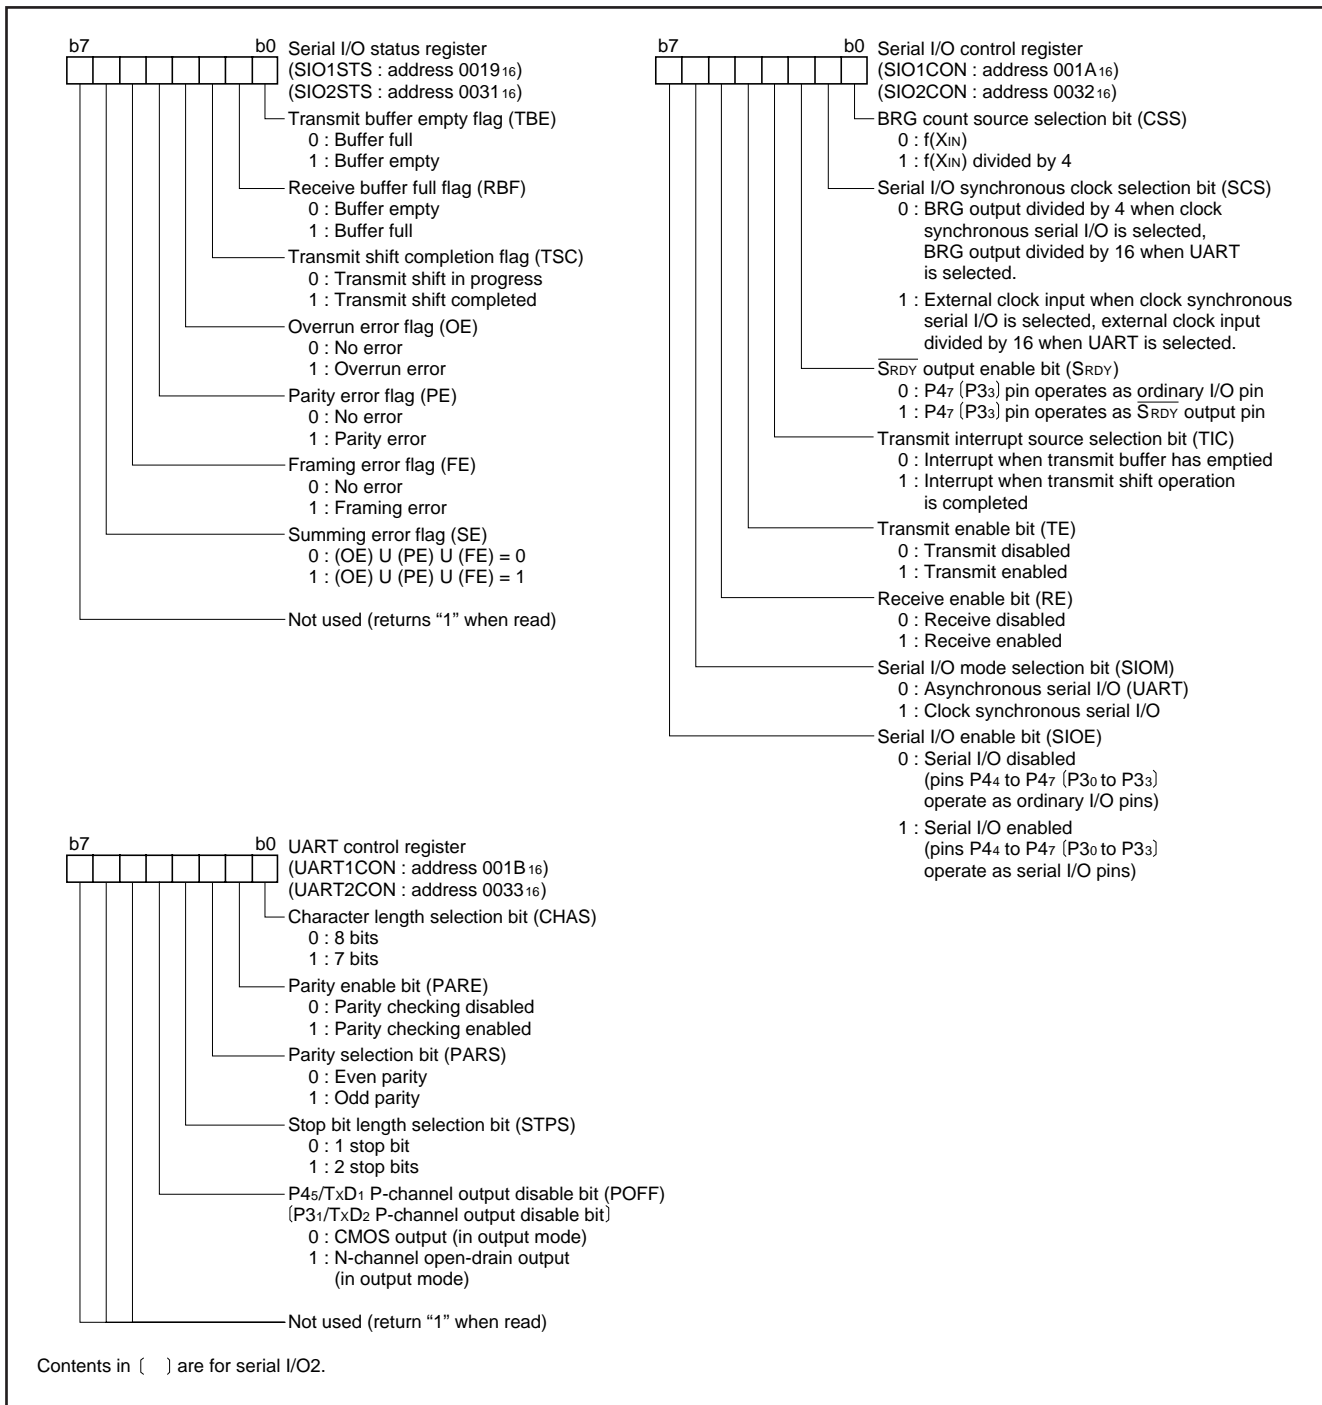 b7 b0 Serial I/O status register
(SIO1STS : address 0019₁₆)
(SIO2STS : address 0031₁₆)
Transmit buffer empty flag (TBE)
0 : Buffer full
1 : Buffer empty
Receive buffer full flag (RBF)
0 : Buffer empty
1 : Buffer full
Transmit shift completion flag (TSC)
0 : Transmit shift in progress
1 : Transmit shift completed
Overrun error flag (OE)
0 : No error
1 : Overrun error
Parity error flag (PE)
0 : No error
1 : Parity error
Framing error flag (FE)
0 : No error
1 : Framing error
Summing error flag (SE)
0 : (OE) U (PE) U (FE) = 0
1 : (OE) U (PE) U (FE) = 1
Not used (returns “1” when read)
b7 b0 Serial I/O control register
(SIO1CON : address 001A₁₆)
(SIO2CON : address 0032₁₆)
BRG count source selection bit (CSS)
0 : f(XIN)
1 : f(XIN) divided by 4
Serial I/O synchronous clock selection bit (SCS)
0 : BRG output divided by 4 when clock
synchronous serial I/O is selected,
BRG output divided by 16 when UART
is selected.
1 : External clock input when clock synchronous
serial I/O is selected, external clock input
divided by 16 when UART is selected.
S̅R̅D̅Y̅ output enable bit (SRDY)
0 : P4₇ [P3₃] pin operates as ordinary I/O pin
1 : P4₇ [P3₃] pin operates as S̅R̅D̅Y̅ output pin
Transmit interrupt source selection bit (TIC)
0 : Interrupt when transmit buffer has emptied
1 : Interrupt when transmit shift operation
is completed
Transmit enable bit (TE)
0 : Transmit disabled
1 : Transmit enabled
Receive enable bit (RE)
0 : Receive disabled
1 : Receive enabled
Serial I/O mode selection bit (SIOM)
0 : Asynchronous serial I/O (UART)
1 : Clock synchronous serial I/O
Serial I/O enable bit (SIOE)
0 : Serial I/O disabled
(pins P4₄ to P4₇ [P3₀ to P3₃]
operate as ordinary I/O pins)
1 : Serial I/O enabled
(pins P4₄ to P4₇ [P3₀ to P3₃]
operate as serial I/O pins)
b7 b0 UART control register
(UART1CON : address 001B₁₆)
(UART2CON : address 0033₁₆)
Character length selection bit (CHAS)
0 : 8 bits
1 : 7 bits
Parity enable bit (PARE)
0 : Parity checking disabled
1 : Parity checking enabled
Parity selection bit (PARS)
0 : Even parity
1 : Odd parity
Stop bit length selection bit (STPS)
0 : 1 stop bit
1 : 2 stop bits
P4₅/TxD₁ P-channel output disable bit (POFF)
[P3₁/TxD₂ P-channel output disable bit]
0 : CMOS output (in output mode)
1 : N-channel open-drain output
(in output mode)
Not used (return “1” when read)
Contents in [ ] are for serial I/O2.